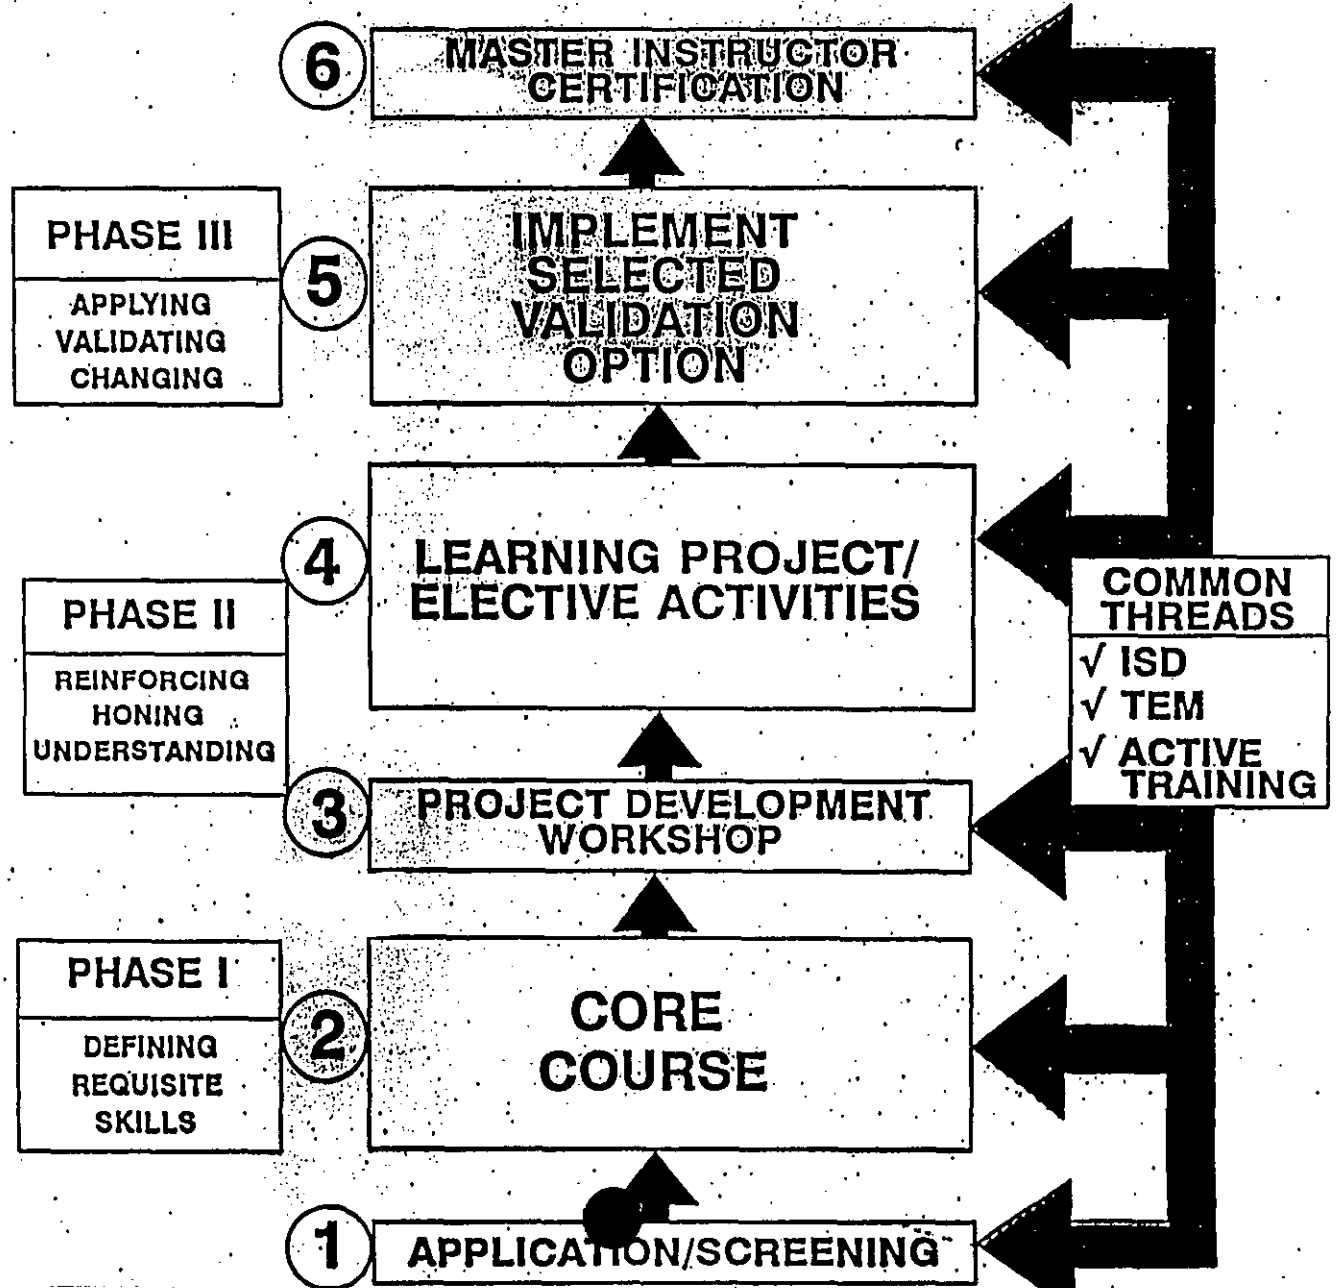 6
MASTER INSTRUCTOR
CERTIFICATION
PHASE III
APPLYING
VALIDATING
CHANGING
5
IMPLEMENT
SELECTED
VALIDATION
OPTION
4
LEARNING PROJECT/
ELECTIVE ACTIVITIES
PHASE II
REINFORCING
HONING
UNDERSTANDING
COMMON
THREADS
√ ISD
√ TEM
√ ACTIVE
TRAINING
3
PROJECT DEVELOPMENT
WORKSHOP
PHASE I
DEFINING
REQUISITE
SKILLS
2
CORE
COURSE
1
APPLICATION/SCREENING